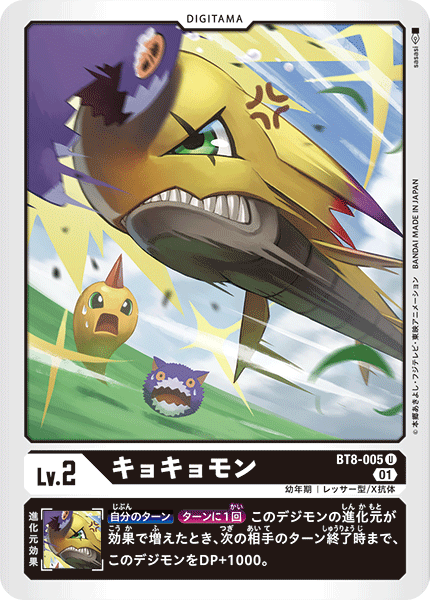 DIGITAMA
sasasi
© 本郷あきよし・フジテレビ・東映アニメーション BANDAI MADE IN JAPAN
BT8-005 U
01
Lv.2 キョキョモン
幼年期 | レッサー型/X抗体
進化元効果
自分のターン ターンに1回 このデジモンの進化元が
効果で増えたとき、次の相手のターン終了時まで、
このデジモンをDP+1000。